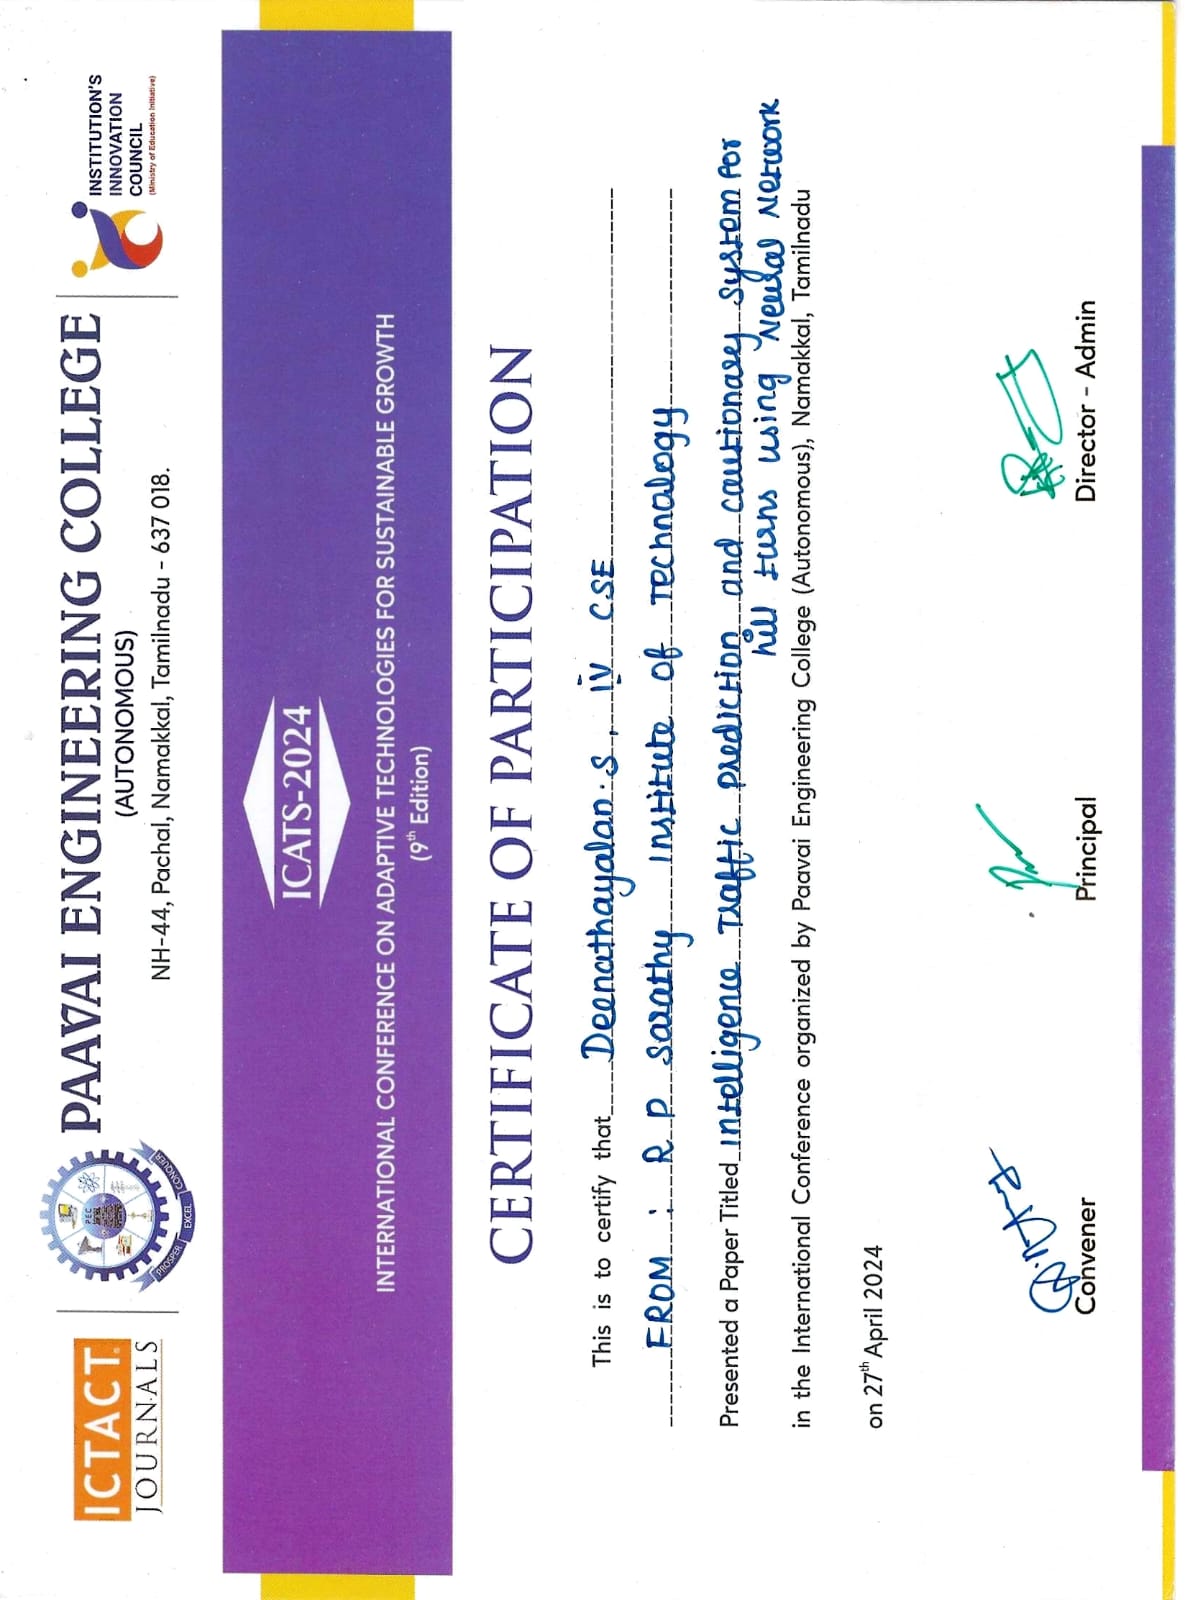 ICTACT
JOURNALS
PEC
PROSPER EXCEL CONQUER
PAAVAI ENGINEERING COLLEGE
(AUTONOMOUS)
NH-44, Pachal, Namakkal, Tamilnadu - 637 018.
INSTITUTION'S
INNOVATION
COUNCIL
(Ministry of Education Initiative)
ICATS-2024
INTERNATIONAL CONFERENCE ON ADAPTIVE TECHNOLOGIES FOR SUSTAINABLE GROWTH
(9th Edition)
CERTIFICATE OF PARTICIPATION
This is to certify that Deenathayalan.S, IV CSE
FROM : R P Sarathy Institute of Technology
Presented a Paper Titled Intelligence Traffic Prediction and cautionary System For
hill turns using Neural Network
in the International Conference organized by Paavai Engineering College (Autonomous), Namakkal, Tamilnadu
on 27th April 2024
Convener Principal Director - Admin